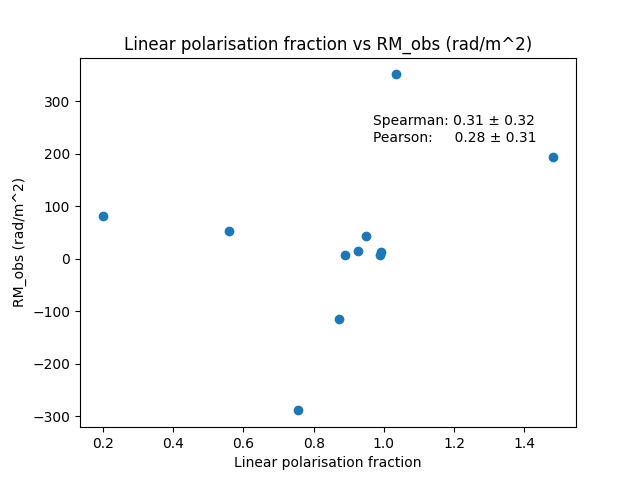 Linear polarisation fraction vs RM_obs (rad/m^2)
RM_obs (rad/m^2)
300
200
100
0
−100
−200
−300
Spearman: 0.31 ± 0.32
Pearson: 0.28 ± 0.31
0.2 0.4 0.6 0.8 1.0 1.2 1.4
Linear polarisation fraction